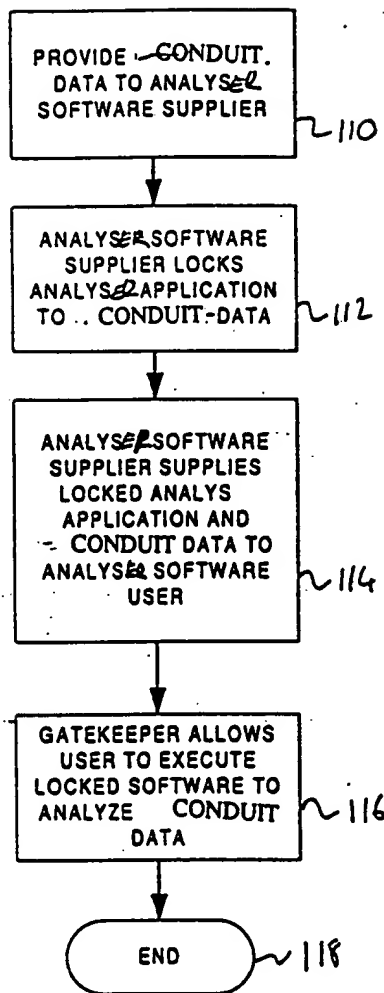 PROVIDE CONDUIT.
DATA TO ANALYSER
SOFTWARE SUPPLIER
110
ANALYSER SOFTWARE
SUPPLIER LOCKS
ANALYSER APPLICATION
TO .. CONDUIT-DATA
112
ANALYSER SOFTWARE
SUPPLIER SUPPLIES
LOCKED ANALYS
APPLICATION AND
- CONDUIT DATA TO
ANALYSER SOFTWARE
USER
114
GATEKEEPER ALLOWS
USER TO EXECUTE
LOCKED SOFTWARE TO
ANALYZE CONDUIT
DATA
116
END
118